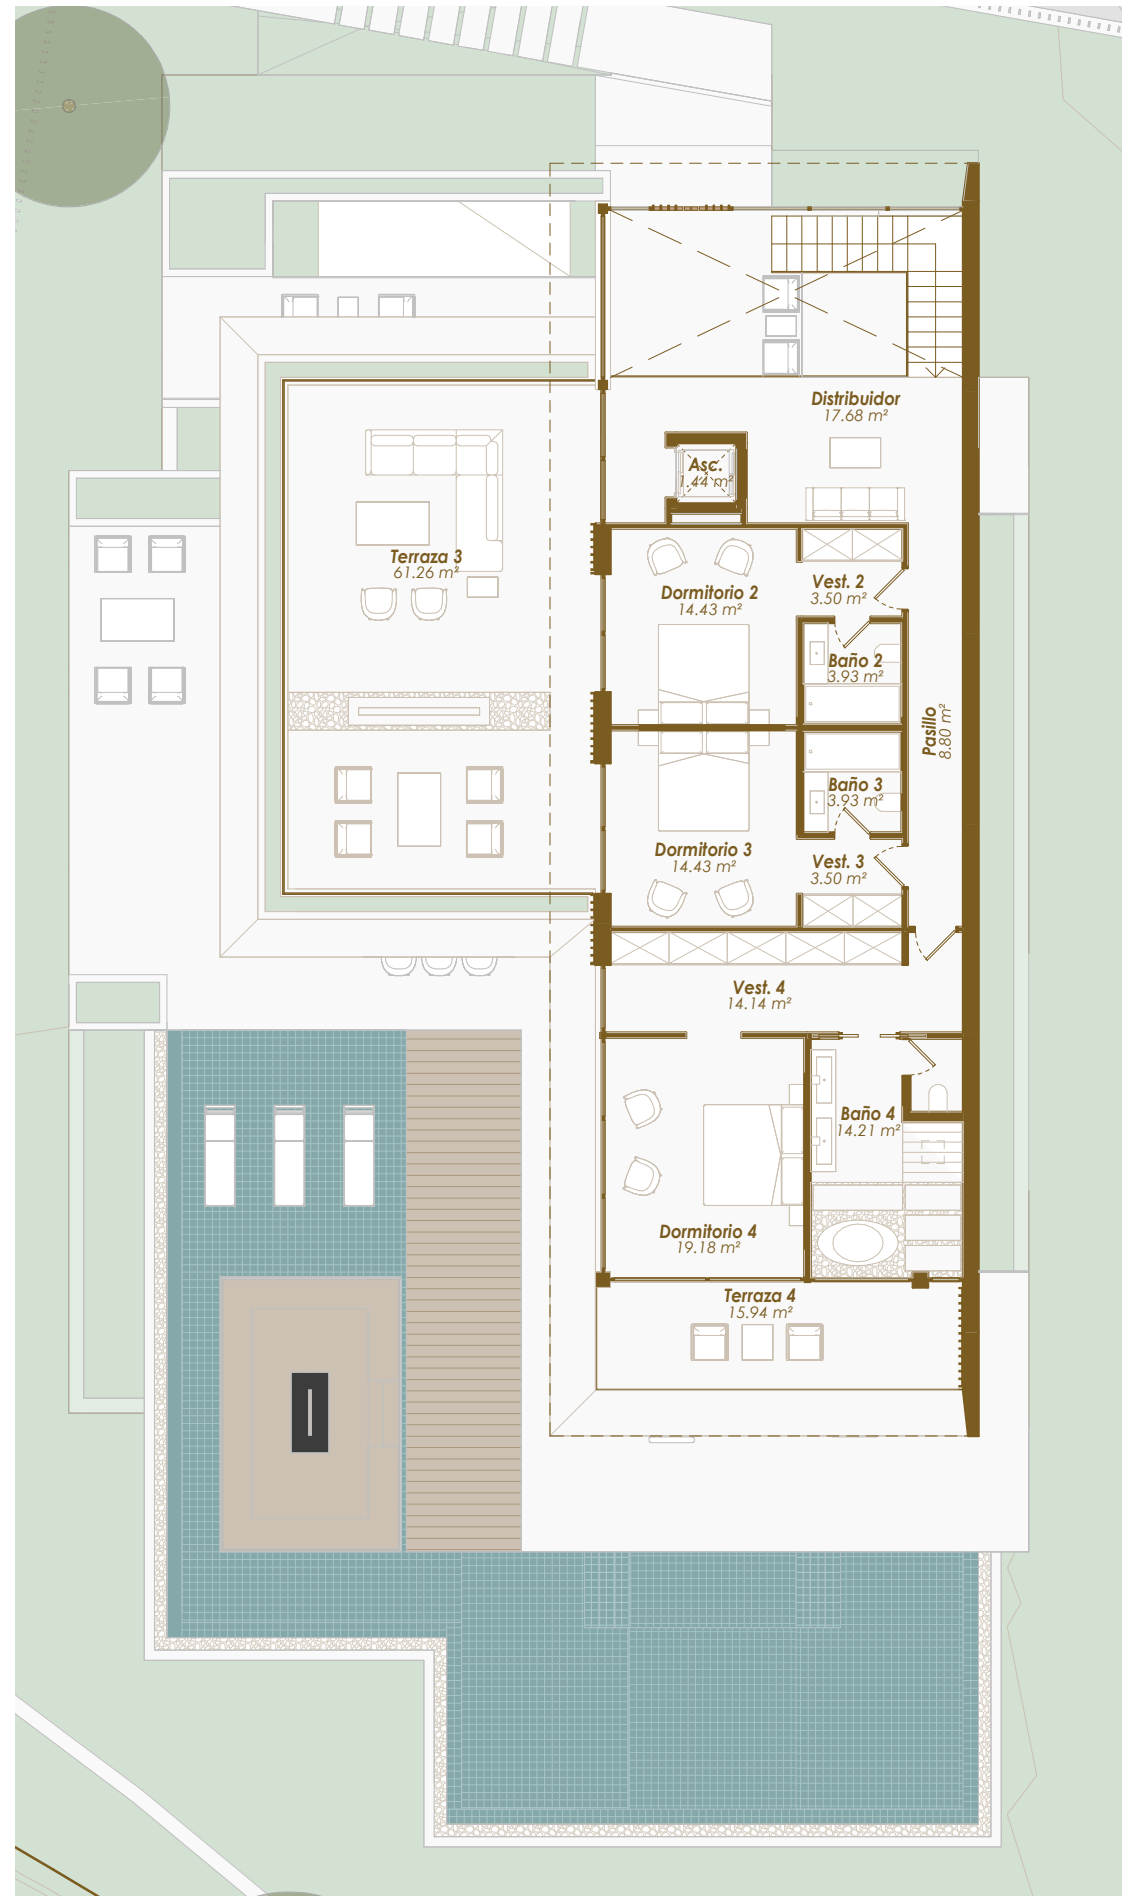 Distribuidor
17.68 m²
Asc.
1.44 m²
Terraza 3
61.26 m²
Dormitorio 2
14.43 m²
Vest. 2
3.50 m²
Baño 2
3.93 m²
Pasillo
8.80 m²
Baño 3
3.93 m²
Dormitorio 3
14.43 m²
Vest. 3
3.50 m²
Vest. 4
14.14 m²
Baño 4
14.21 m²
Dormitorio 4
19.18 m²
Terraza 4
15.94 m²